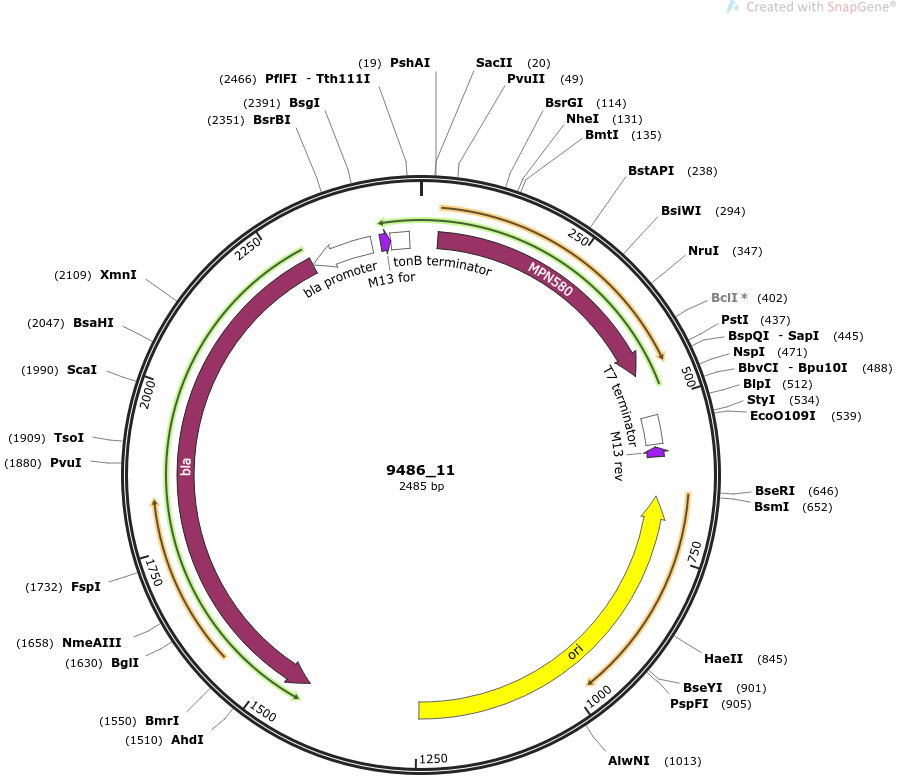 Created with SnapGene®
(19) PshAI
SacII (20)
(2466) PflFI - Tth111I
PvuII (49)
(2391) BsgI
BsrGI (114)
(2351) BsrBI
NheI (131)
BmtI (135)
BstAPI (238)
BsiWI (294)
NruI (347)
BclI * (402)
PstI (437)
BspQI - SapI (445)
NspI (471)
BbvCI - Bpu10I (488)
BlpI (512)
StyI (534)
EcoO109I (539)
BseRI (646)
BsmI (652)
HaeII (845)
BseYI (901)
PspFI (905)
AlwNI (1013)
(1510) AhdI
(1550) BmrI
(1630) BglI
(1658) NmeAIII
(1732) FspI
(1880) PvuI
(1909) TsoI
(1990) ScaI
(2047) BsaHI
(2109) XmnI
250
500
750
1000
1250
1500
1750
2000
2250
tonB terminator
M13 for
bla promoter
MPN580
T7 terminator
M13 rev
ori
bla
9486_11
2485 bp